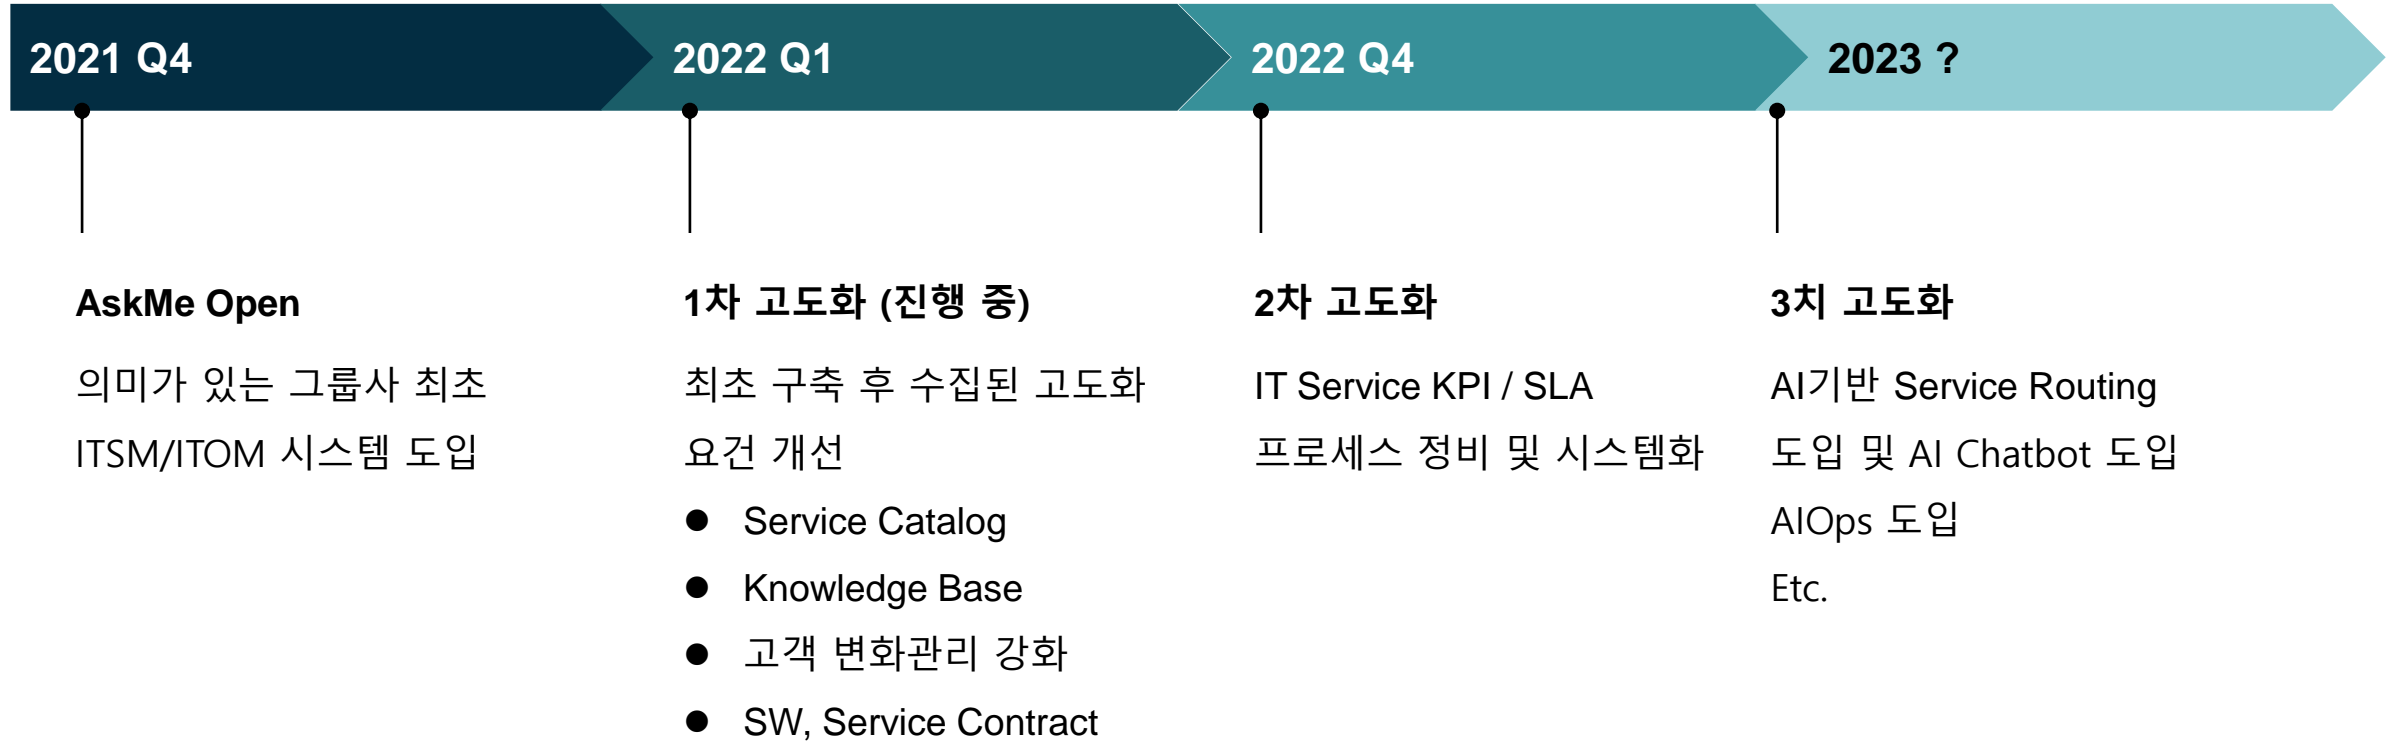 2021 Q4
2022 Q1
2022 Q4
2023 ?
AskMe Open
의미가 있는 그룹사 최초
ITSM/ITOM 시스템 도입
1차 고도화 (진행 중)
최초 구축 후 수집된 고도화
요건 개선
● Service Catalog
● Knowledge Base
● 고객 변화관리 강화
● SW, Service Contract
2차 고도화
IT Service KPI / SLA
프로세스 정비 및 시스템화
3치 고도화
AI기반 Service Routing
도입 및 AI Chatbot 도입
AIOps 도입
Etc.